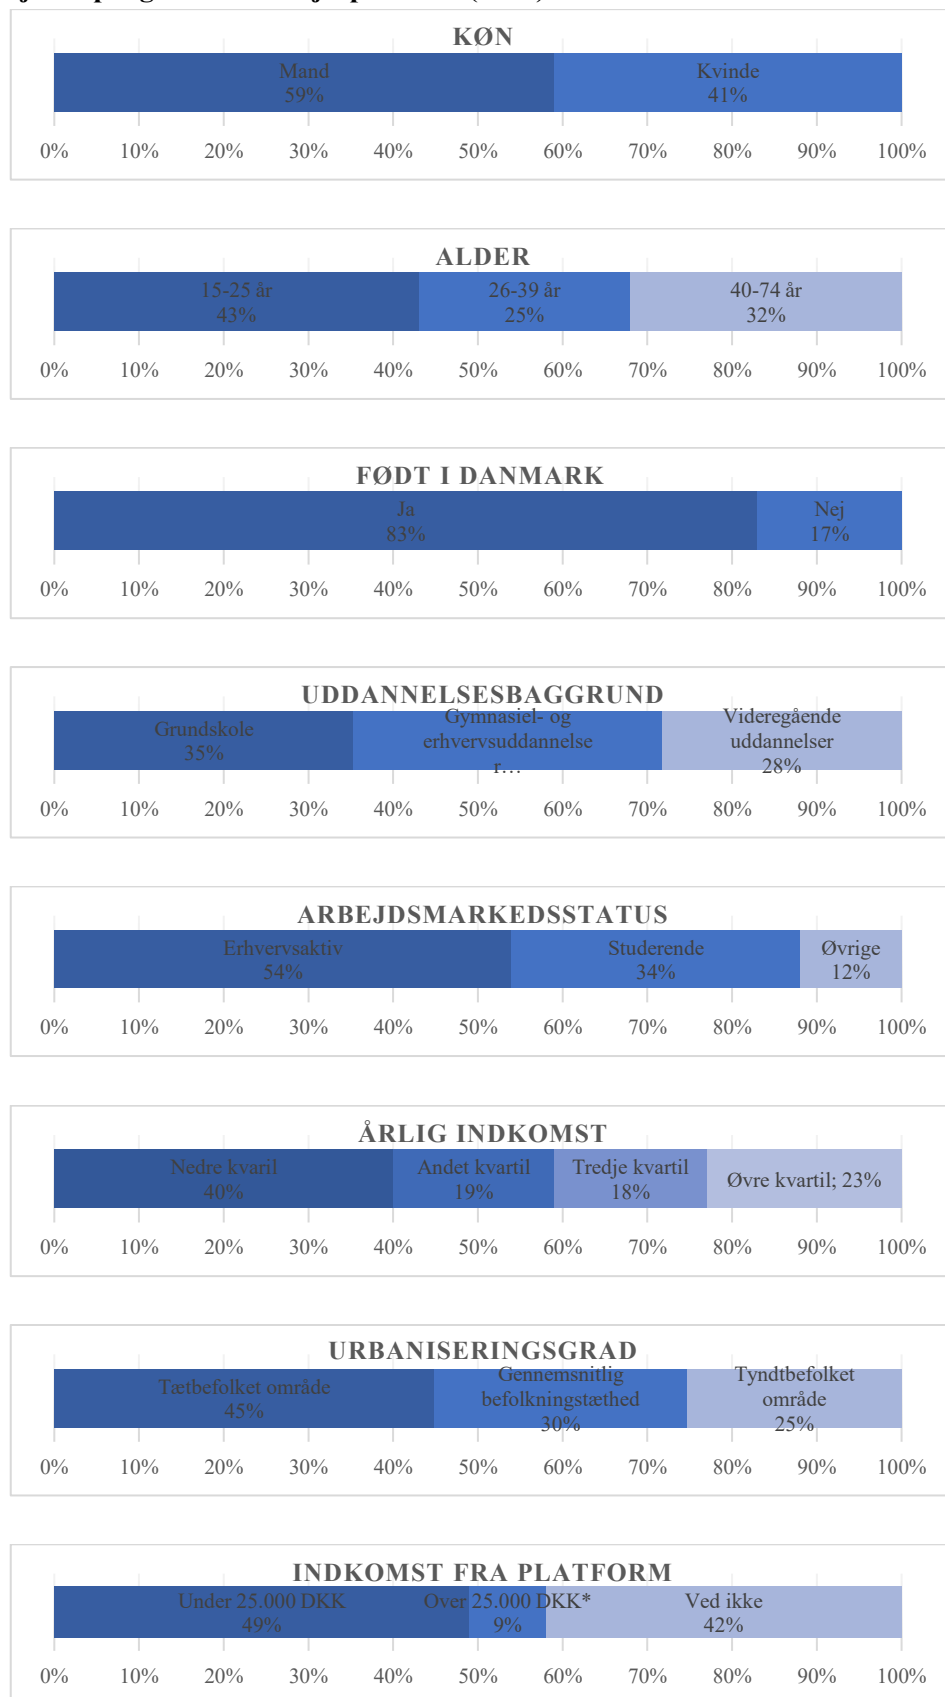 KØN
Mand Kvinde
59% 41%
0% 10% 20% 30% 40% 50% 60% 70% 80% 90% 100%
ALDER
15-25 år 26-39 år 40-74 år
43% 25% 32%
0% 10% 20% 30% 40% 50% 60% 70% 80% 90% 100%
FØDT I DANMARK
Ja Nej
83% 17%
0% 10% 20% 30% 40% 50% 60% 70% 80% 90% 100%
UDDANNELSESBAGGRUND
Grundskole
35%
Gymnasiel- og
erhvervsuddannelse
r…
Videregående
uddannelser
28%
0% 10% 20% 30% 40% 50% 60% 70% 80% 90% 100%
ARBEJDSMARKEDSSTATUS
Erhvervsaktiv Studerende Øvrige
54% 34% 12%
0% 10% 20% 30% 40% 50% 60% 70% 80% 90% 100%
ÅRLIG INDKOMST
Nedre kvaril Andet kvartil Tredje kvartil Øvre kvartil; 23%
40% 19% 18%
0% 10% 20% 30% 40% 50% 60% 70% 80% 90% 100%
URBANISERINGSGRAD
Tætbefolket område
45%
Gennemsnitlig
befolkningstæthed
30%
Tyndtbefolket
område
25%
0% 10% 20% 30% 40% 50% 60% 70% 80% 90% 100%
INDKOMST FRA PLATFORM
Under 25.000 DKK Over 25.000 DKK* Ved ikke
49% 9% 42%
0% 10% 20% 30% 40% 50% 60% 70% 80% 90% 100%